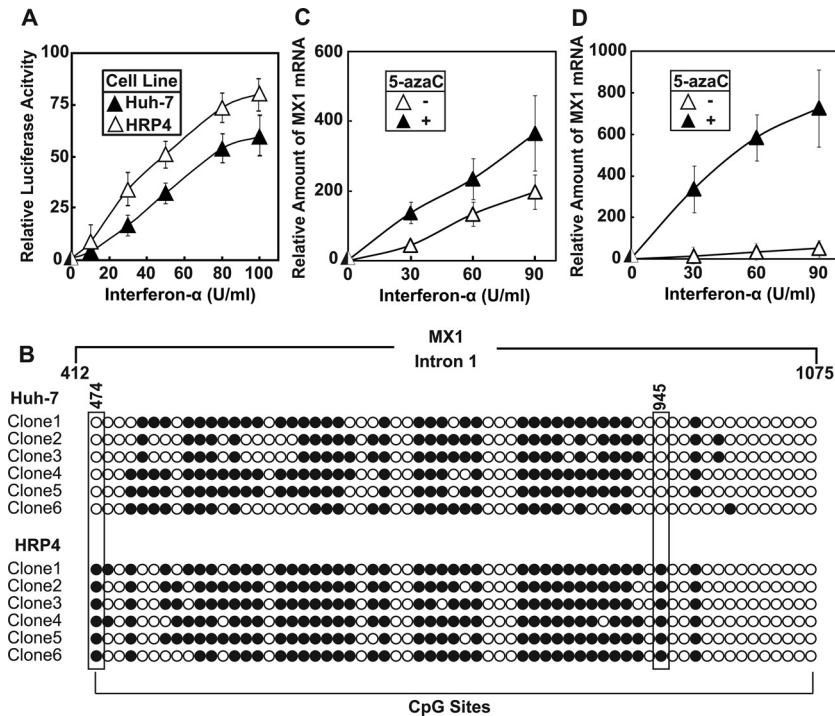 A
Relative Luciferase Acitvity
100
75
50
25
0
Cell Line
Huh-7
HRP4
0 20 40 60 80 100
Interferon-α (U/ml)
C
Relative Amount of MX1 mRNA
600
400
200
0
5-azaC
-
+
0 30 60 90
Interferon-α (U/ml)
D
Relative Amount of MX1 mRNA
1000
800
600
400
200
0
5-azaC
-
+
0 30 60 90
Interferon-α (U/ml)
B
MX1
Intron 1
412
1075
474
945
Huh-7
Clone1
Clone2
Clone3
Clone4
Clone5
Clone6
HRP4
Clone1
Clone2
Clone3
Clone4
Clone5
Clone6
CpG Sites